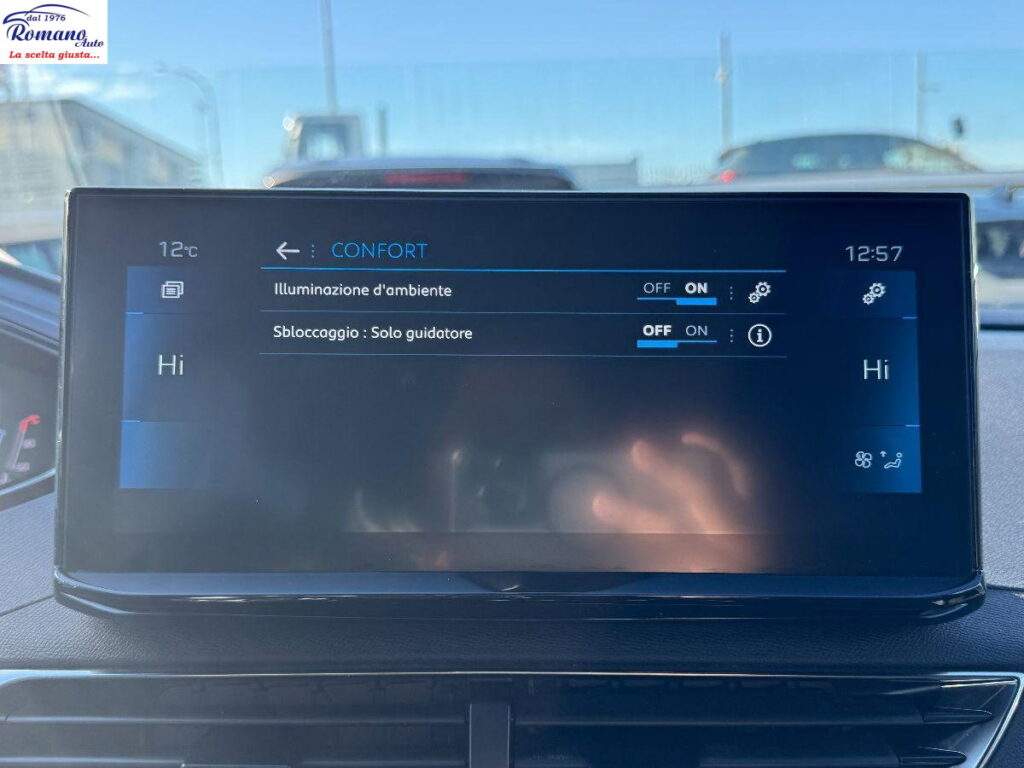 dal 1976
Romano
Auto
La scelta giusta...
12°C
CONFORT
12:57
Illuminazione d'ambiente OFF ON
Sbloccaggio : Solo guidatore OFF ON
Hi
Hi